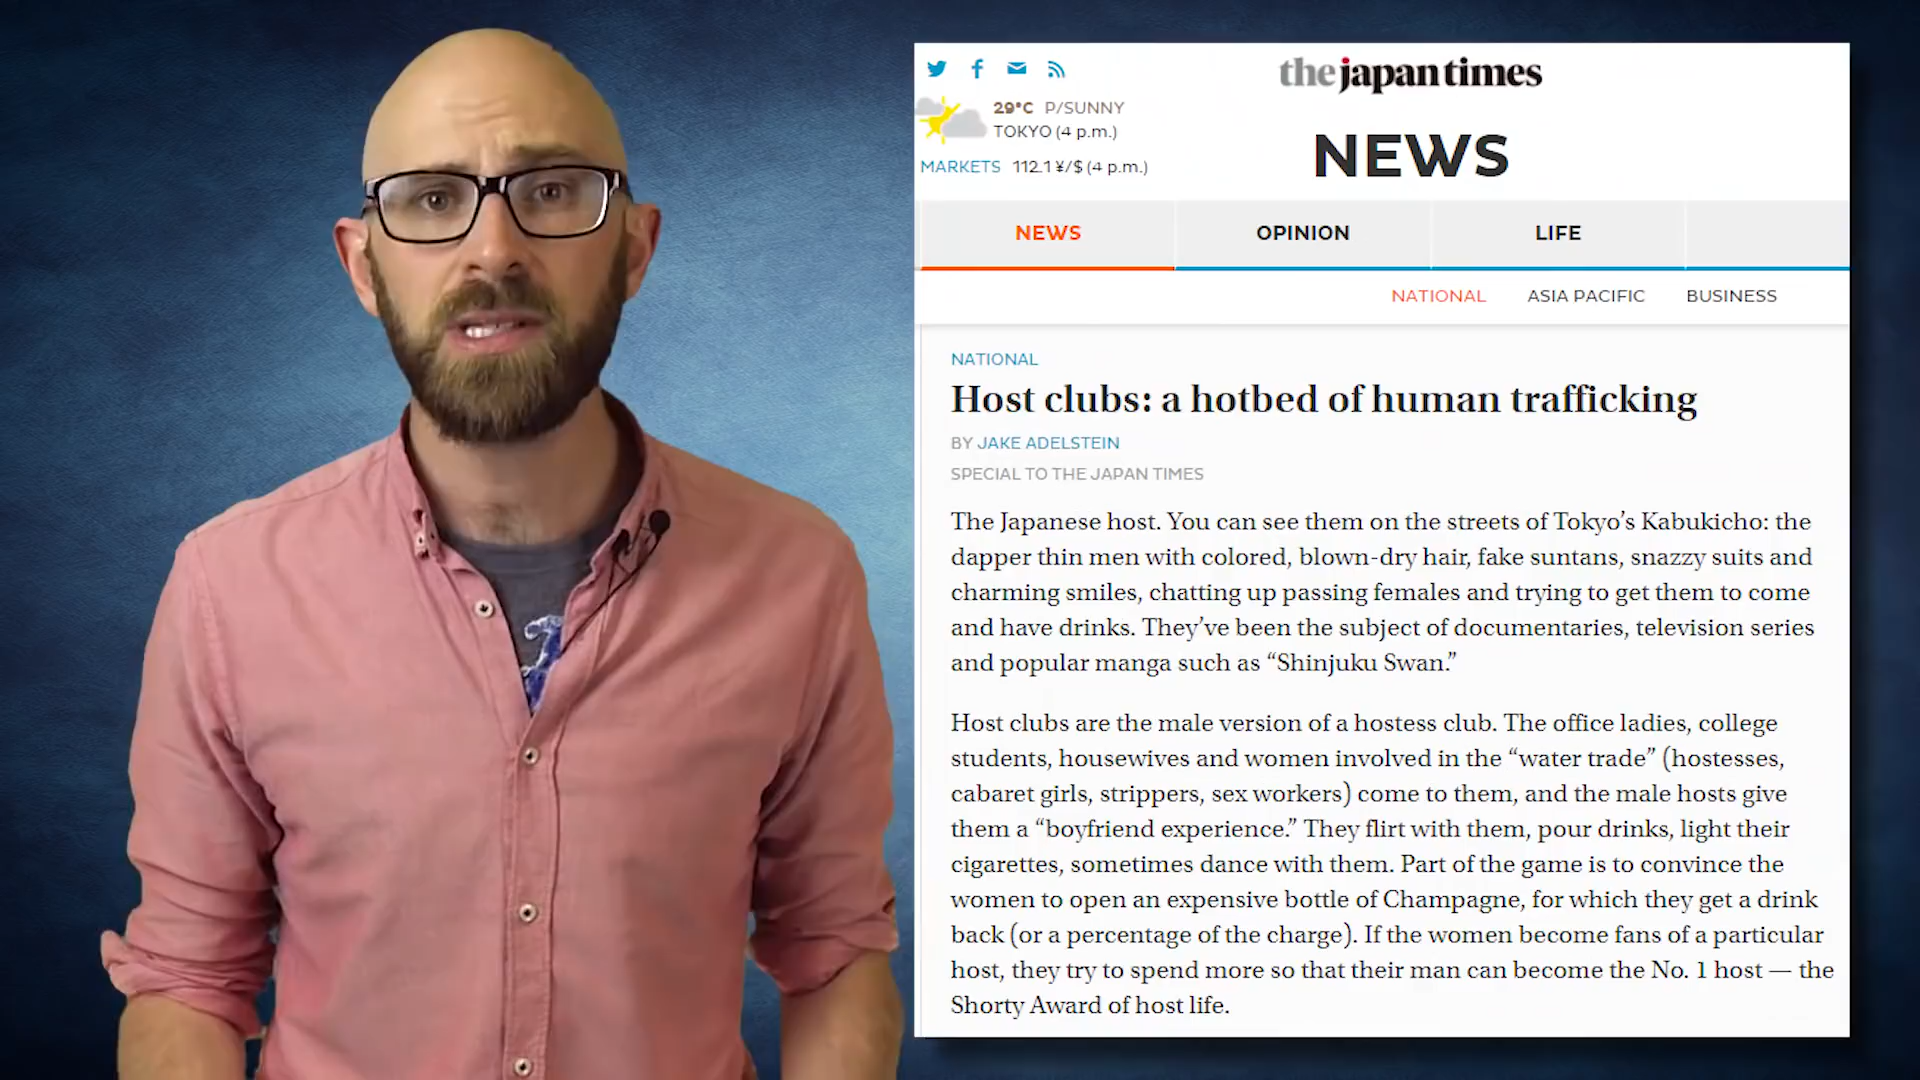 the japan times
29°C P/SUNNY
TOKYO (4 p.m.)
NEWS
MARKETS 112.1 ¥/$ (4 p.m.)
NEWS OPINION LIFE
NATIONAL ASIA PACIFIC BUSINESS
NATIONAL
Host clubs: a hotbed of human trafficking
BY JAKE ADELSTEIN
SPECIAL TO THE JAPAN TIMES
The Japanese host. You can see them on the streets of Tokyo’s Kabukicho: the
dapper thin men with colored, blown-dry hair, fake suntans, snazzy suits and
charming smiles, chatting up passing females and trying to get them to come
and have drinks. They’ve been the subject of documentaries, television series
and popular manga such as “Shinjuku Swan.”
Host clubs are the male version of a hostess club. The office ladies, college
students, housewives and women involved in the “water trade” (hostesses,
cabaret girls, strippers, sex workers) come to them, and the male hosts give
them a “boyfriend experience.” They flirt with them, pour drinks, light their
cigarettes, sometimes dance with them. Part of the game is to convince the
women to open an expensive bottle of Champagne, for which they get a drink
back (or a percentage of the charge). If the women become fans of a particular
host, they try to spend more so that their man can become the No. 1 host — the
Shorty Award of host life.